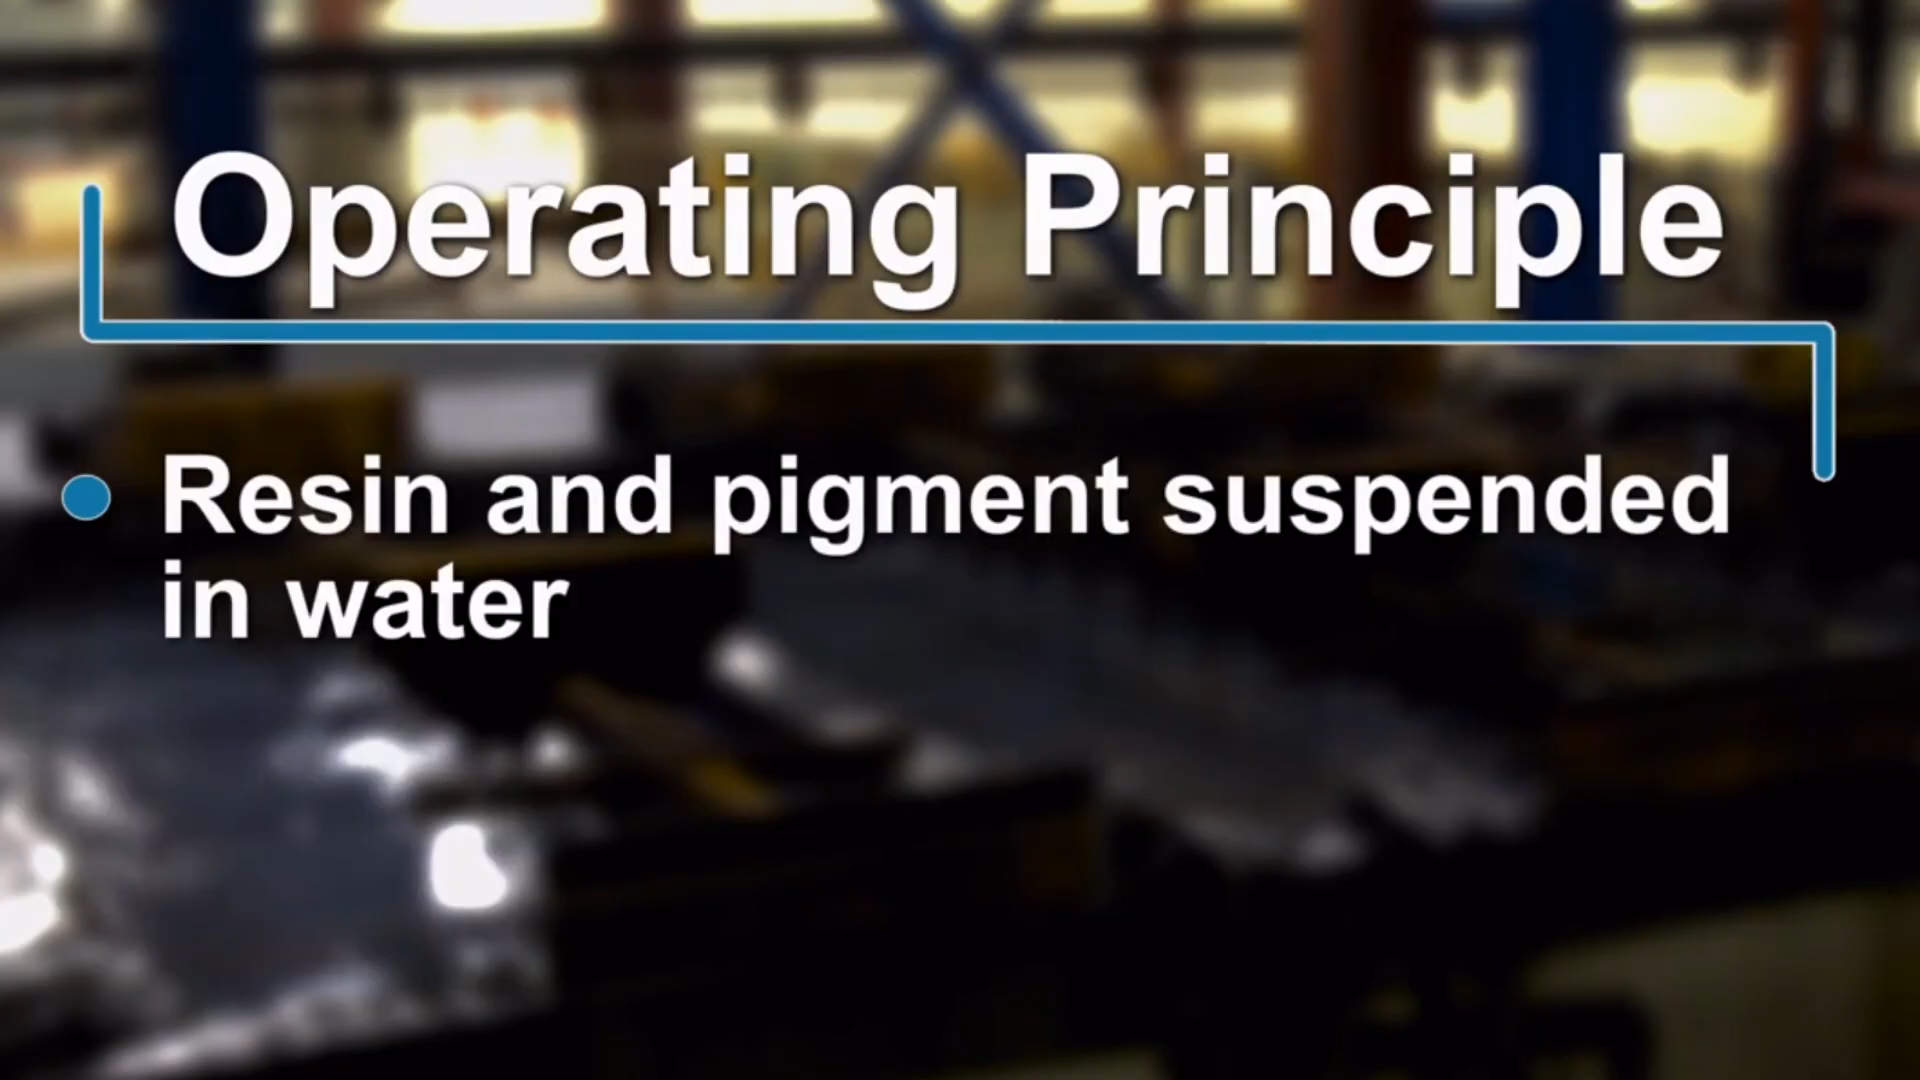 Operating Principle
Resin and pigment suspended
in water